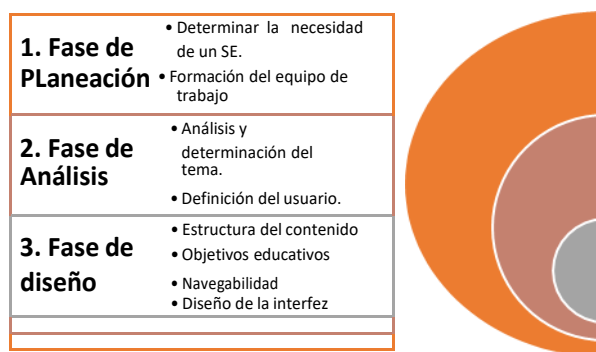 1. Fase de
PLaneación
• Determinar la necesidad
de un SE.
• Formación del equipo de
trabajo
2. Fase de
Análisis
• Análisis y
determinación del
tema.
• Definición del usuario.
3. Fase de
diseño
• Estructura del contenido
• Objetivos educativos
• Navegabilidad
• Diseño de la interfez